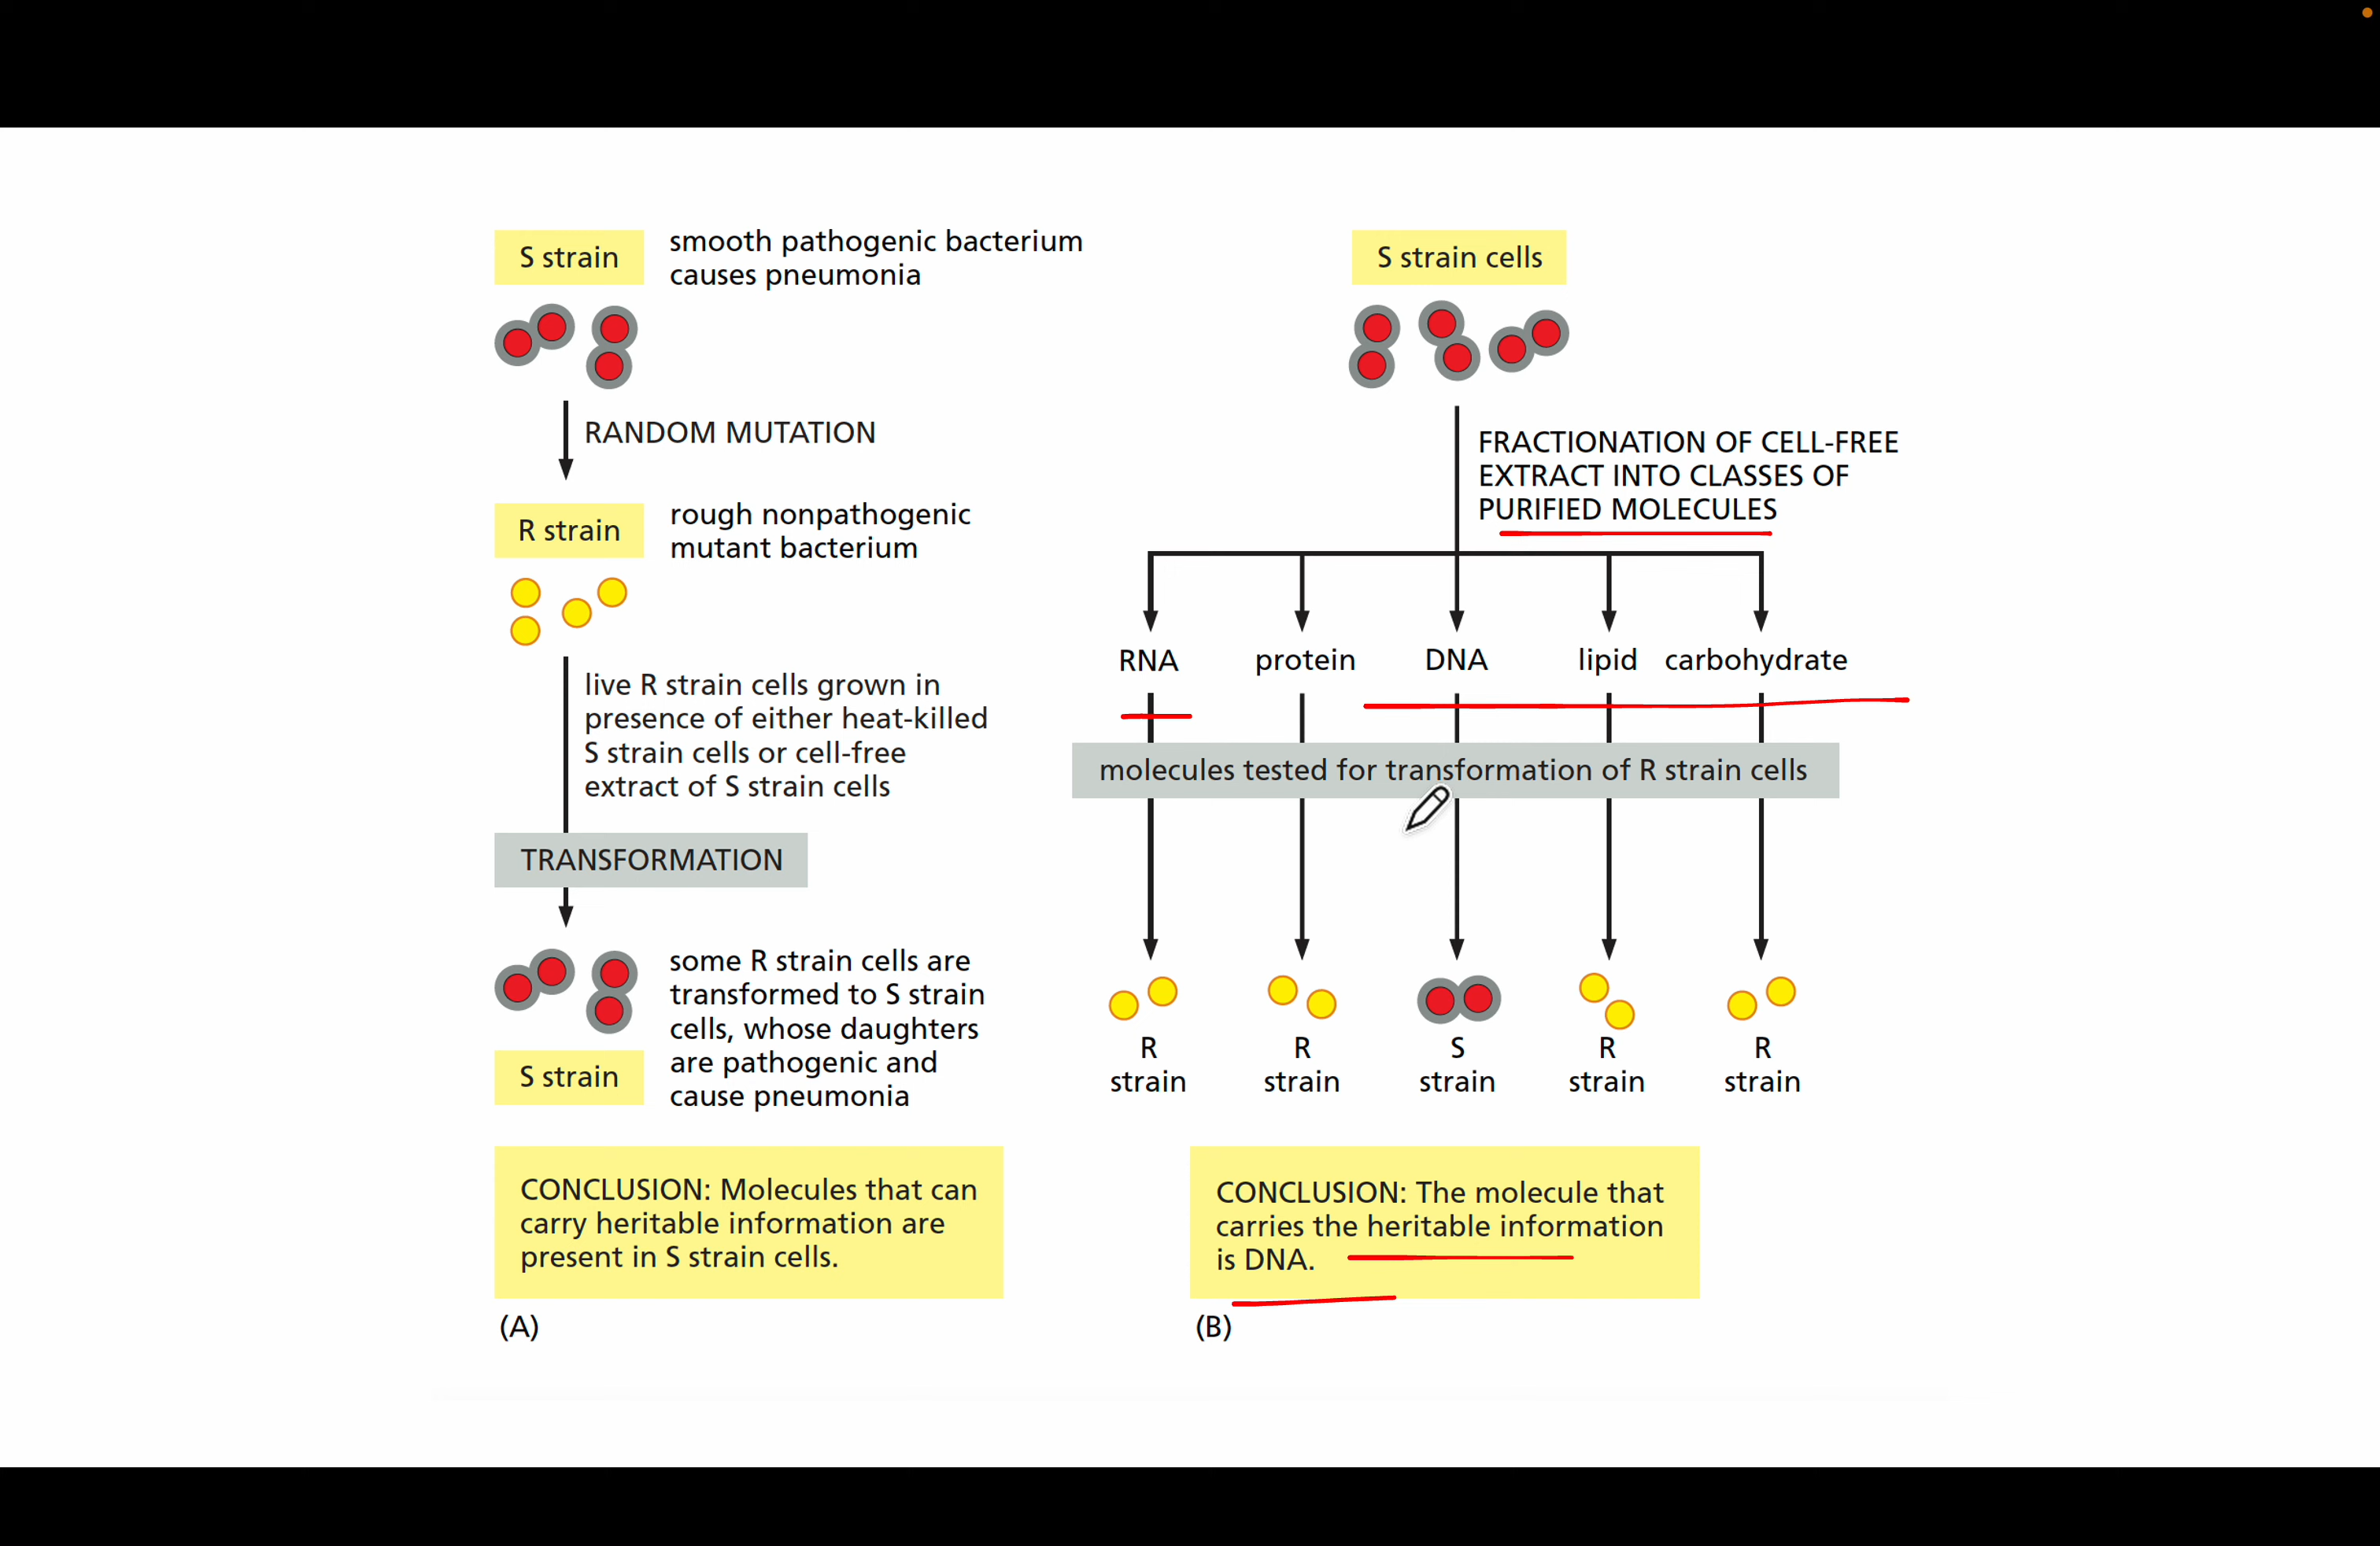 S strain
smooth pathogenic bacterium
causes pneumonia
RANDOM MUTATION
R strain
rough nonpathogenic
mutant bacterium
live R strain cells grown in
presence of either heat-killed
S strain cells or cell-free
extract of S strain cells
TRANSFORMATION
some R strain cells are
transformed to S strain
cells, whose daughters
are pathogenic and
cause pneumonia
S strain
CONCLUSION: Molecules that can
carry heritable information are
present in S strain cells.
(A)
S strain cells
FRACTIONATION OF CELL-FREE
EXTRACT INTO CLASSES OF
PURIFIED MOLECULES
RNA protein DNA lipid carbohydrate
molecules tested for transformation of R strain cells
R R S R R
strain strain strain strain strain
CONCLUSION: The molecule that
carries the heritable information
is DNA.
(B)